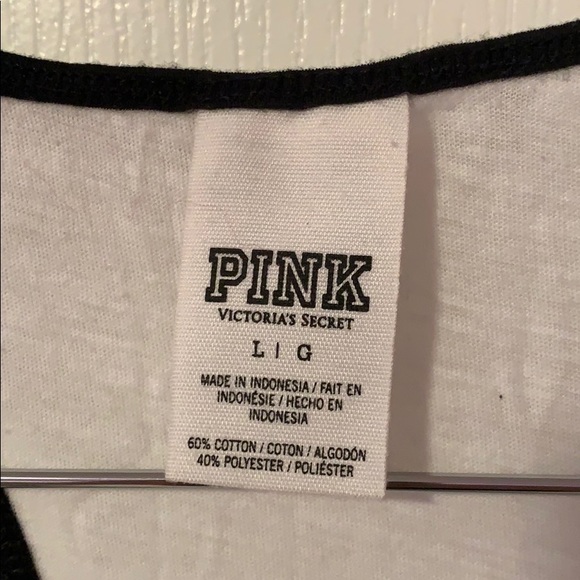 PINK
VICTORIA'S SECRET
L | G
MADE IN INDONESIA / FAIT EN
INDONÉSIE / HECHO EN
INDONESIA
60% COTTON / COTON / ALGODÓN
40% POLYESTER / POLIÉSTER